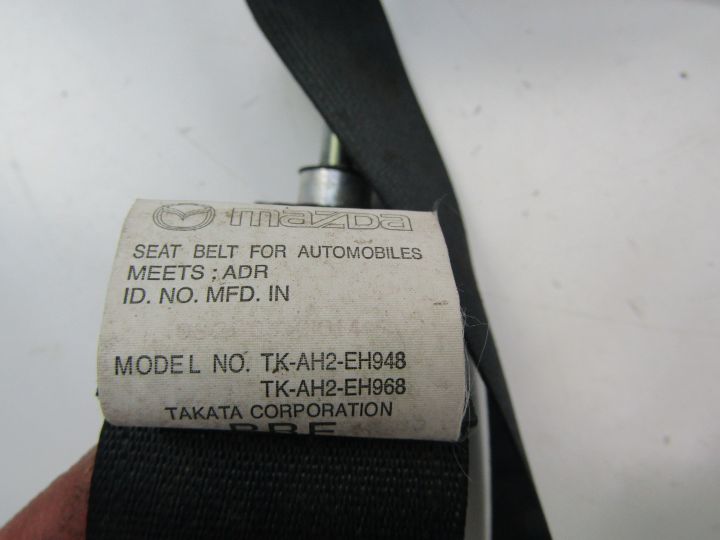 mazda
SEAT BELT FOR AUTOMOBILES
MEETS ; ADR
ID. NO. MFD. IN
MODEL NO. TK-AH2-EH948
TK-AH2-EH968
TAKATA CORPORATION